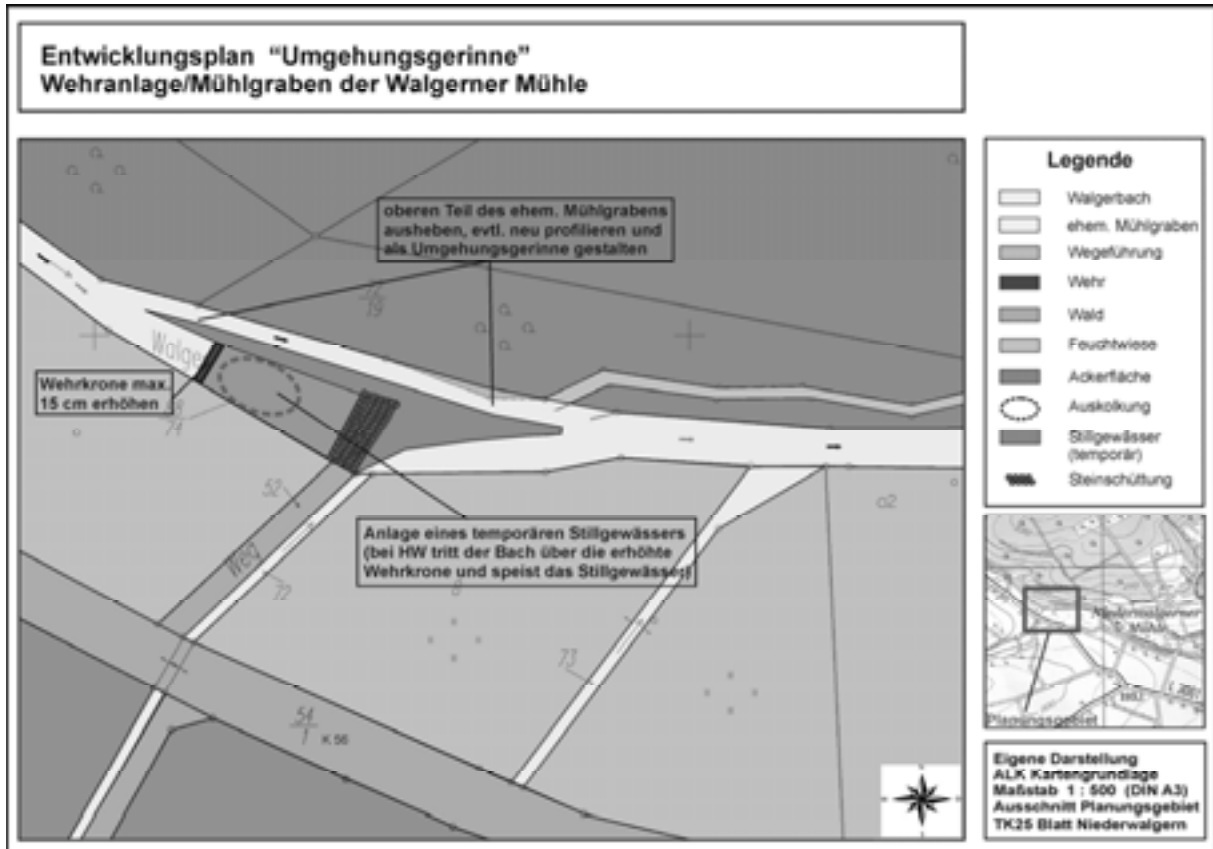 Entwicklungsplan “Umgehungsgerinne”
Wehranlage/Mühlgraben der Walgerner Mühle
oberen Teil des ehem. Mühlgrabens
ausheben, evtl. neu profilieren und
als Umgehungsgerinne gestalten
19
Walge
Wehrkrone max.
15 cm erhöhen
71
52
Weg
72
Anlage eines temporären Stillgewässers
(bei HW tritt der Bach über die erhöhte
Wehrkrone und speist das Stillgewässer)
73
54
1
K 56
Legende
Walgerbach
ehem. Mühlgraben
Wegeführung
Wehr
Wald
Feuchtwiese
Ackerfläche
Auskolkung
Stillgewässer
(temporär)
Steinschüttung
Niederwalgerner
Mühle
Planungsgebiet
Eigene Darstellung
ALK Kartengrundlage
Maßstab 1 : 500 (DIN A3)
Ausschnitt Planungsgebiet
TK25 Blatt Niederwalgern